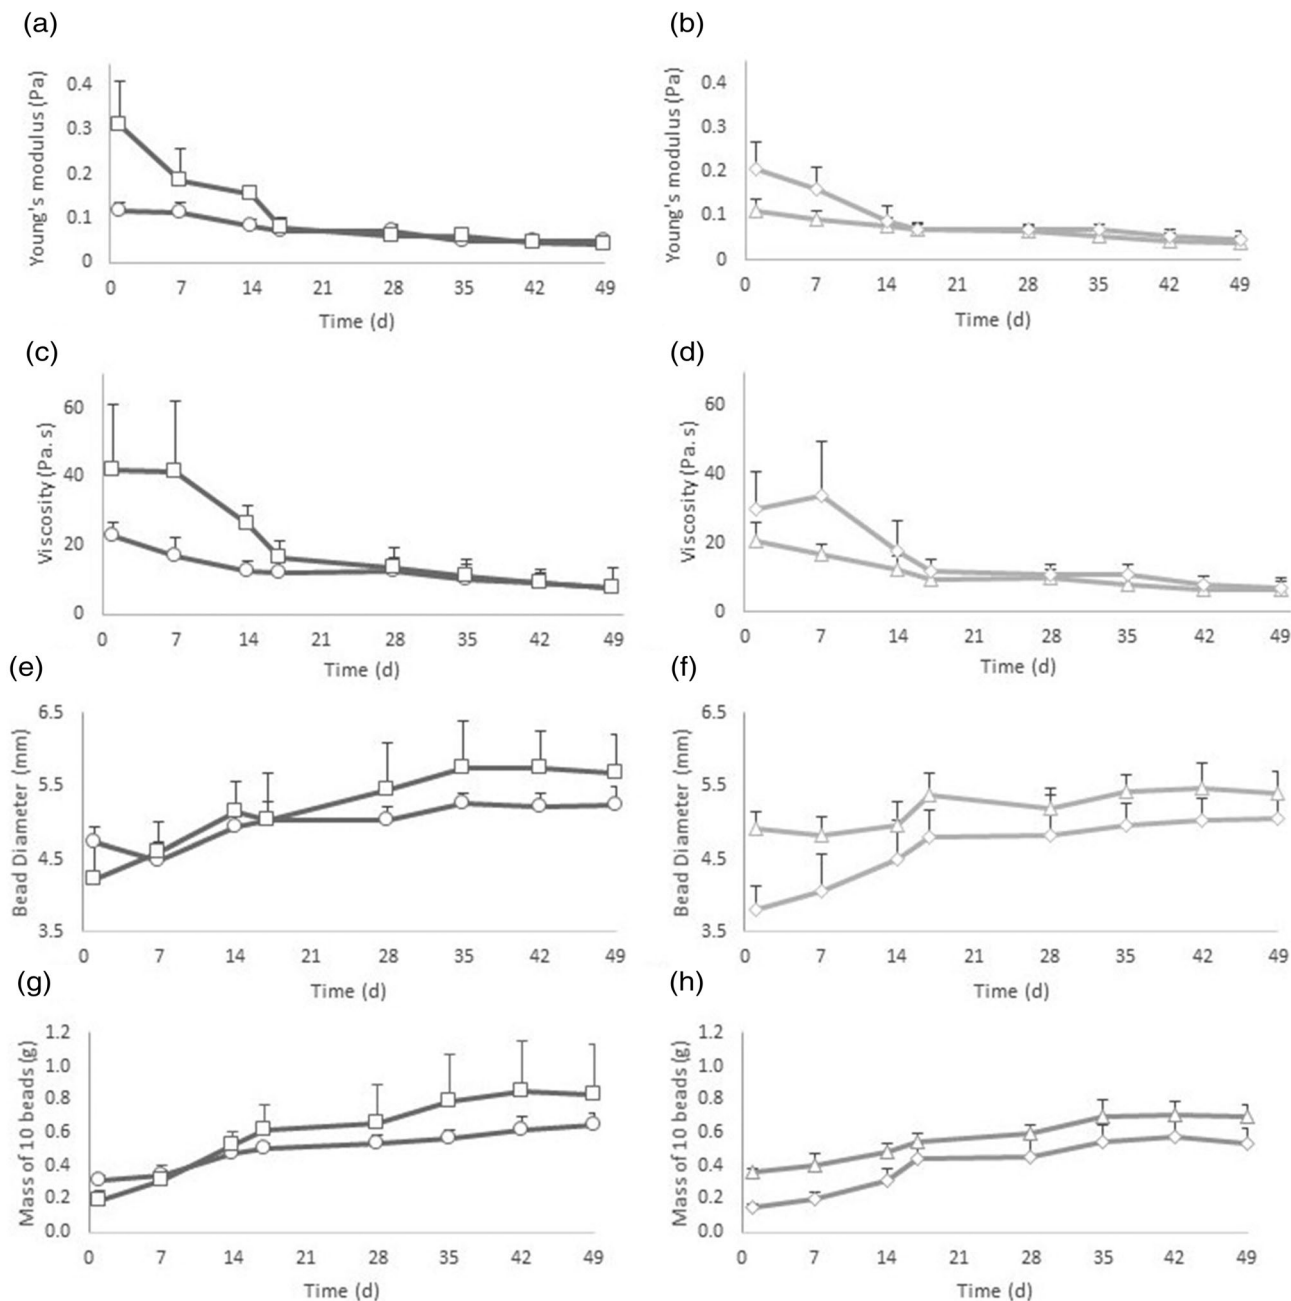 (a)
Young's modulus (Pa)
0.4
0.3
0.2
0.1
0
0 7 14 21 28 35 42 49
Time (d)
(b)
Young's modulus (Pa)
0.4
0.3
0.2
0.1
0
0 7 14 21 28 35 42 49
Time (d)
(c)
Viscosity (Pa. s)
60
40
20
0
0 7 14 21 28 35 42 49
Time (d)
(d)
Viscosity (Pa. s)
60
40
20
0
0 7 14 21 28 35 42 49
Time (d)
(e)
Bead Diameter (mm)
6.5
5.5
4.5
3.5
0 7 14 21 28 35 42 49
Time (d)
(f)
Bead Diameter (mm)
6.5
5.5
4.5
3.5
0 7 14 21 28 35 42 49
Time (d)
(g)
Mass of 10 beads (g)
1.2
1.0
0.8
0.6
0.4
0.2
0.0
0 7 14 21 28 35 42 49
Time (d)
(h)
Mass of 10 beads (g)
1.2
1.0
0.8
0.6
0.4
0.2
0.0
0 7 14 21 28 35 42 49
Time (d)